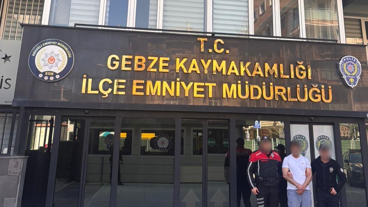 T.C.
GEBZE KAYMAKAMLIĞI
İLÇE EMNİYET MÜDÜRLÜĞÜ
İS